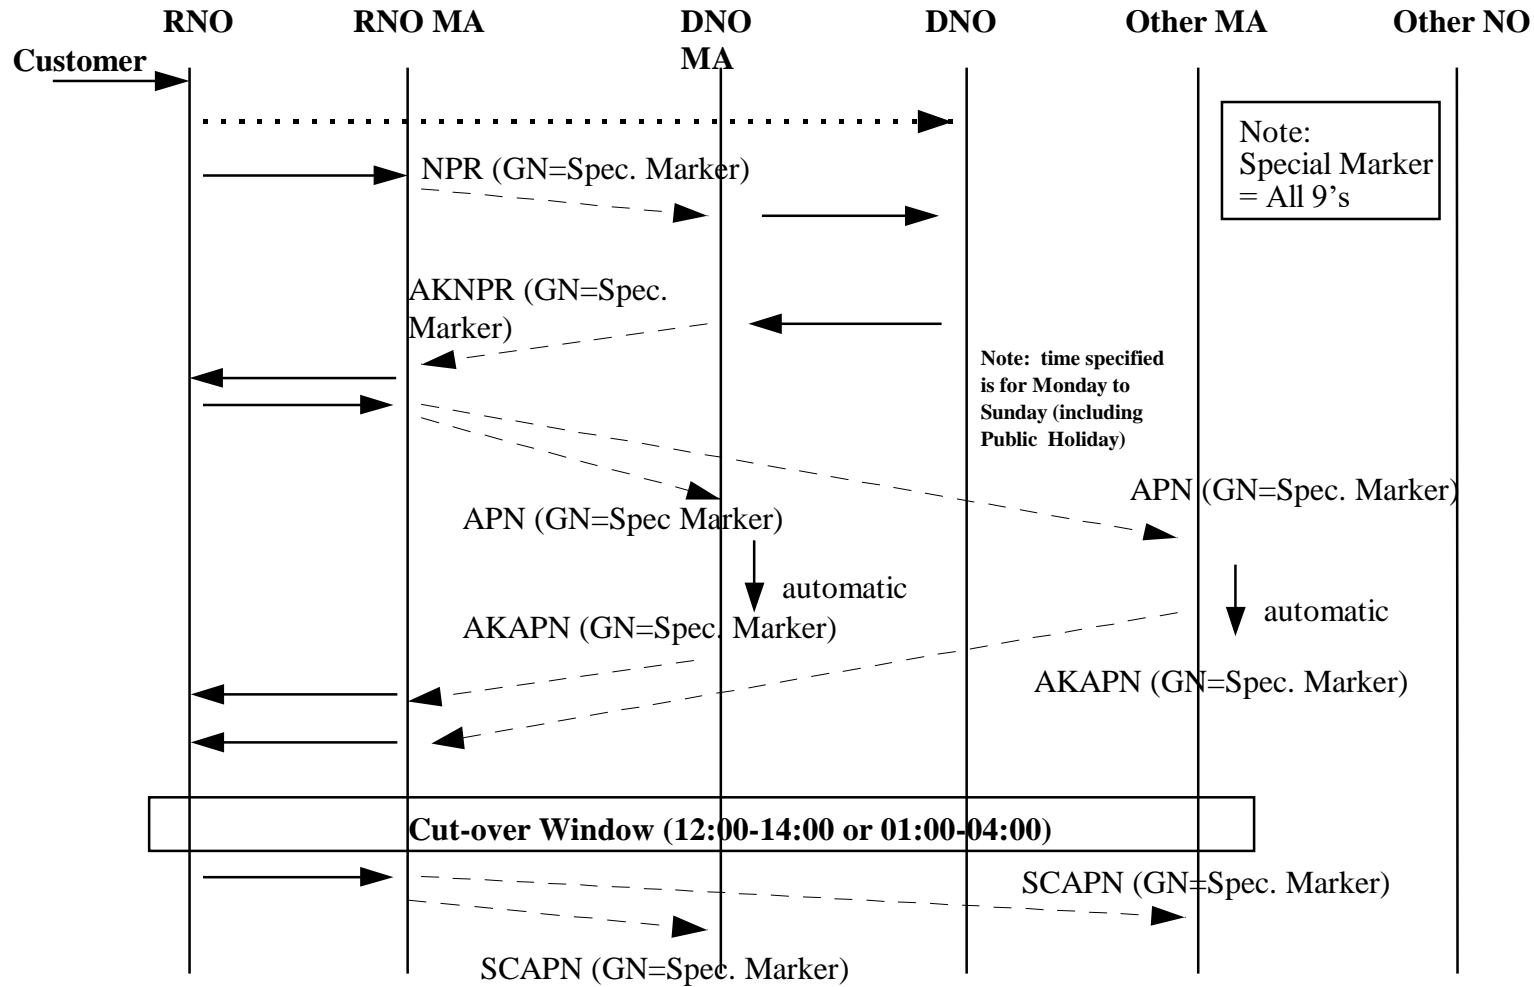 RNO
RNO MA
DNO
MA
DNO
Other MA
Other NO
Customer
Note:
Special Marker
= All 9's
NPR (GN=Spec. Marker)
AKNPR (GN=Spec.
Marker)
Note:  time specified
is for Monday to
Sunday (including
Public  Holiday)
APN (GN=Spec. Marker)
APN (GN=Spec Marker)
automatic
automatic
AKAPN (GN=Spec. Marker)
AKAPN (GN=Spec. Marker)
Cut-over Window (12:00-14:00 or 01:00-04:00)
SCAPN (GN=Spec. Marker)
SCAPN (GN=Spec. Marker)